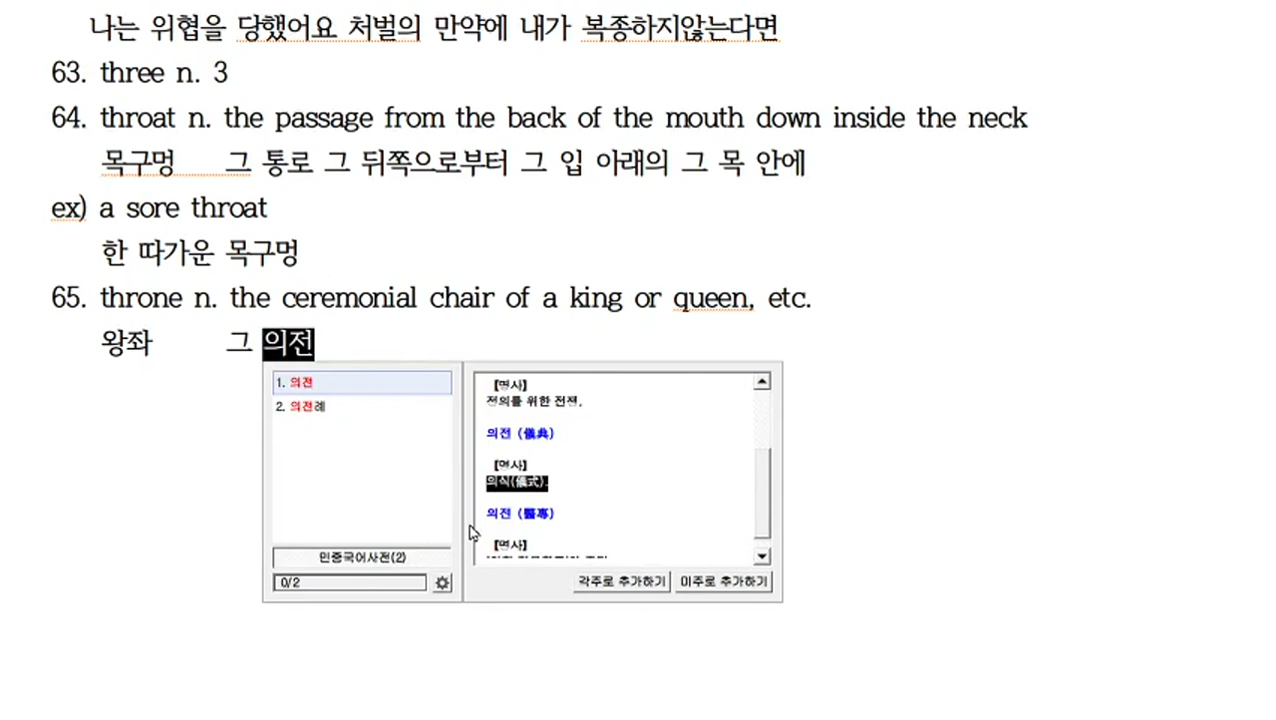 나는 위협을 당했어요 처벌의 만약에 내가 복종하지않는다면
63. three n. 3
64. throat n. the passage from the back of the mouth down inside the neck
목구멍 그 통로 그 뒤쪽으로부터 그 입 아래의 그 목 안에
ex) a sore throat
한 따가운 목구멍
65. throne n. the ceremonial chair of a king or queen, etc.
왕좌 그 의전
1. 의전
2. 의전례
민중국어사전(2)
0/2
[명사]
정의를 위한 전쟁.
의전 (儀典)
[명사]
의식(儀式).
의전 (醫專)
[명사]
각주로 추가하기 미주로 추가하기